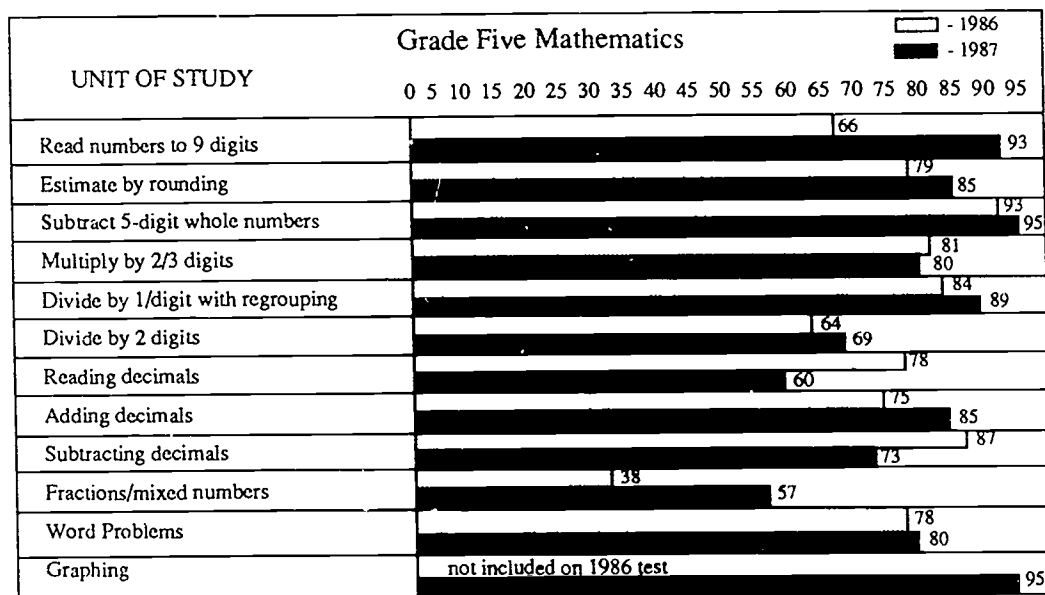 Grade Five Mathematics
- 1986
- 1987
UNIT OF STUDY
0 5 10 15 20 25 30 35 40 45 50 55 60 65 70 75 80 85 90 95
Read numbers to 9 digits
66
93
Estimate by rounding
79
85
Subtract 5-digit whole numbers
93
95
Multiply by 2/3 digits
81
80
Divide by 1/digit with regrouping
84
89
Divide by 2 digits
64
69
Reading decimals
78
60
Adding decimals
75
85
Subtracting decimals
87
73
Fractions/mixed numbers
38
57
Word Problems
78
80
Graphing
not included on 1986 test
95